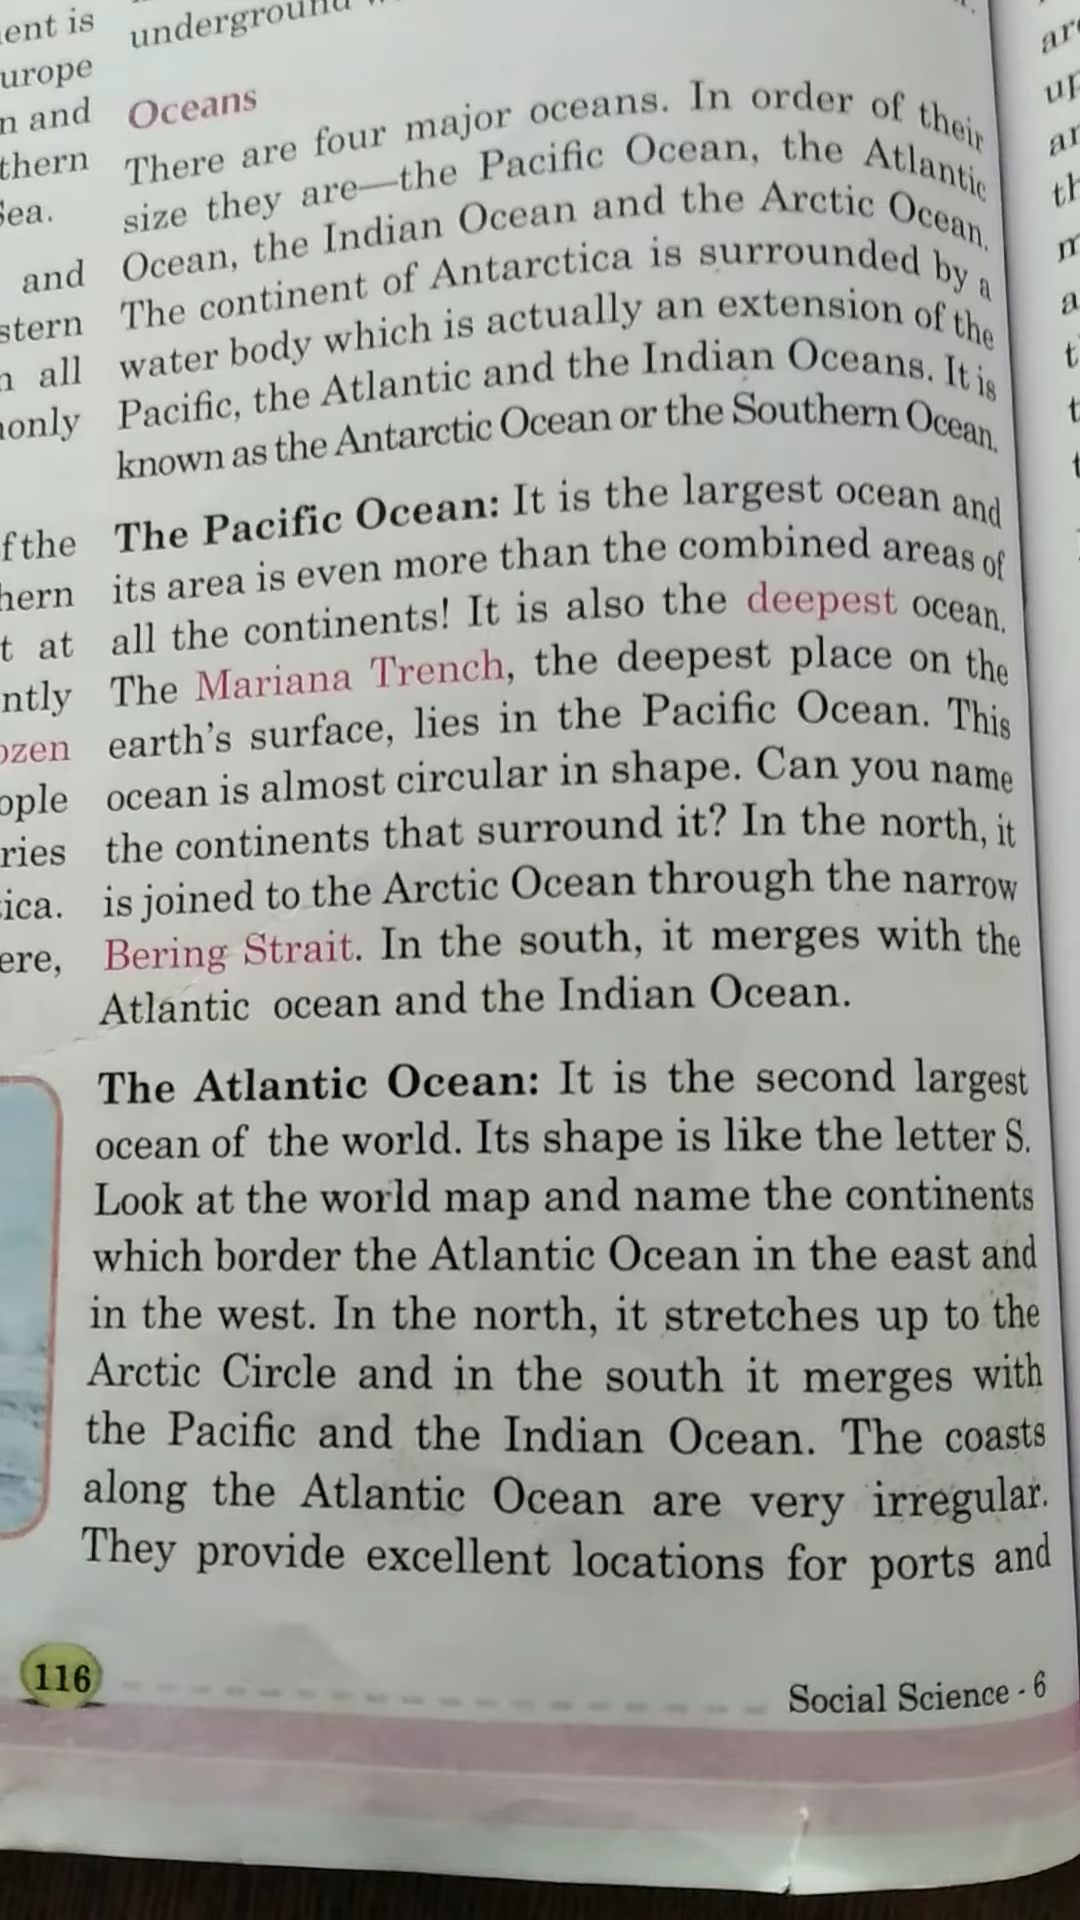 ent is
urope
n and
thern
Sea.
and
stern
all
only
f the
hern
t at
ntly
ozen
ople
ries
ica.
ere,
underground
Oceans
There are four major oceans. In order of their
size they are—the Pacific Ocean, the Atlantic
Ocean, the Indian Ocean and the Arctic Ocean.
The continent of Antarctica is surrounded by a
water body which is actually an extension of the
Pacific, the Atlantic and the Indian Oceans. It is
known as the Antarctic Ocean or the Southern Ocean.
The Pacific Ocean: It is the largest ocean and
its area is even more than the combined areas of
all the continents! It is also the deepest ocean.
The Mariana Trench, the deepest place on the
earth's surface, lies in the Pacific Ocean. This
ocean is almost circular in shape. Can you name
the continents that surround it? In the north, it
is joined to the Arctic Ocean through the narrow
Bering Strait. In the south, it merges with the
Atlantic ocean and the Indian Ocean.
The Atlantic Ocean: It is the second largest
ocean of the world. Its shape is like the letter S.
Look at the world map and name the continents
which border the Atlantic Ocean in the east and
in the west. In the north, it stretches up to the
Arctic Circle and in the south it merges with
the Pacific and the Indian Ocean. The coasts
along the Atlantic Ocean are very irregular.
They provide excellent locations for ports and
116
Social Science - 6